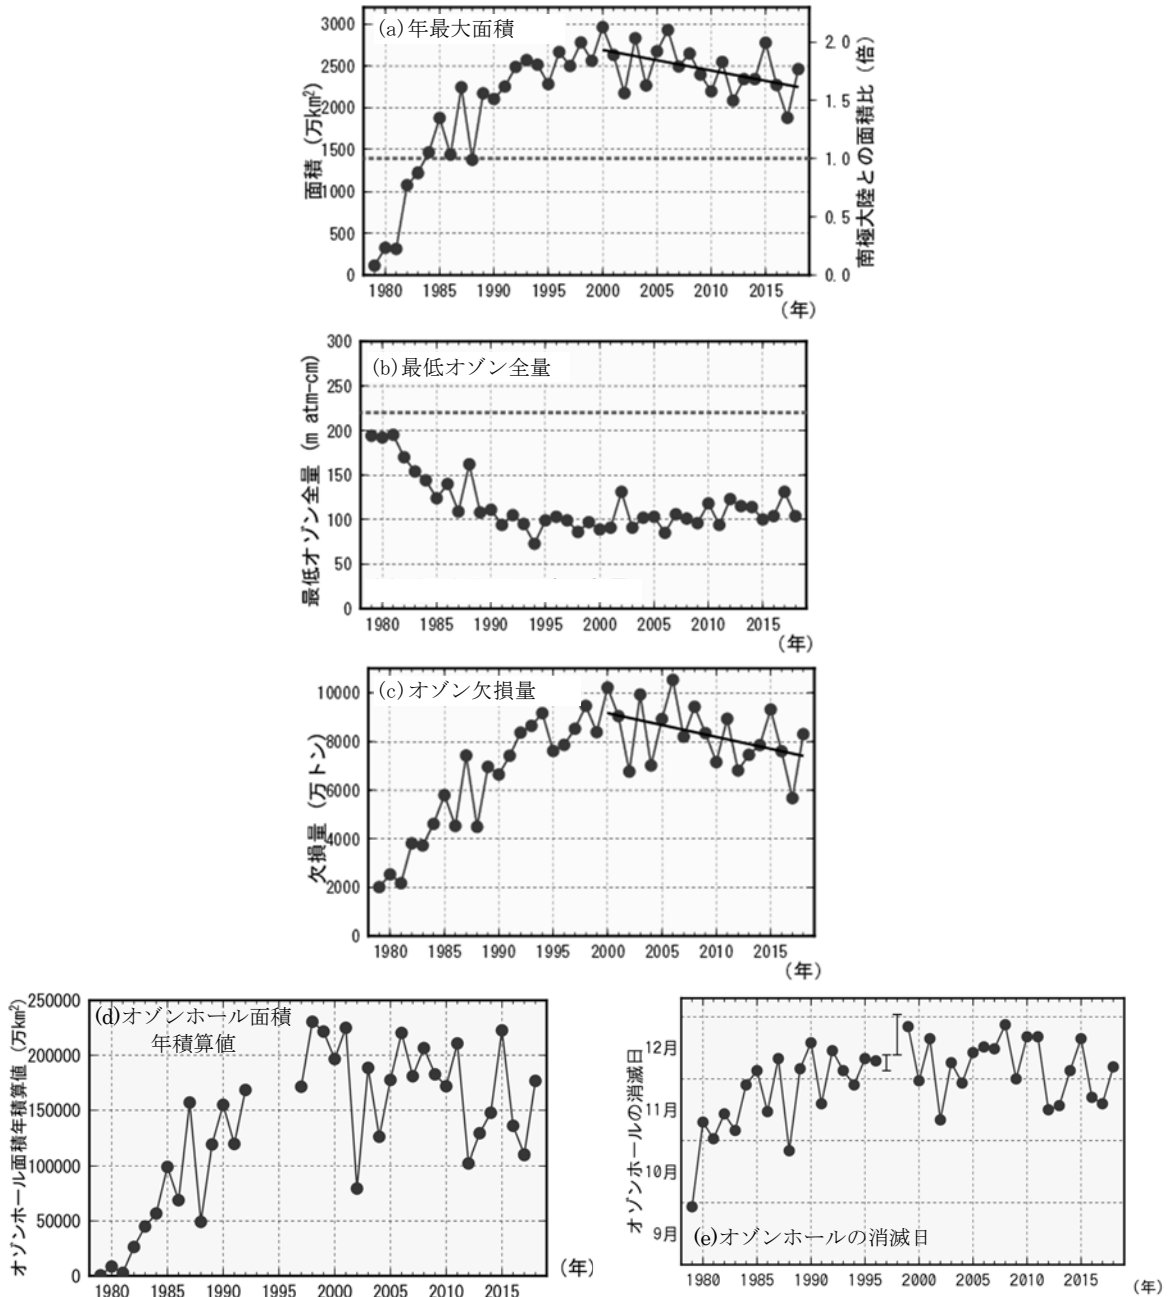 (a)年最大面積
面積 (万km²)
3000
2500
2000
1500
1000
500
0
2.0
1.5
1.0
0.5
0.0
南極大陸との面積比 (倍)
1980 1985 1990 1995 2000 2005 2010 2015
(年)
(b)最低オゾン全量
最低オゾン全量 (m atm-cm)
300
250
200
150
100
50
0
1980 1985 1990 1995 2000 2005 2010 2015
(年)
(c)オゾン欠損量
欠損量 (万トン)
10000
8000
6000
4000
2000
0
1980 1985 1990 1995 2000 2005 2010 2015
(年)
(d)オゾンホール面積
年積算値
オゾンホール面積年積算値 (万km²)
250000
200000
150000
100000
50000
0
1980 1985 1990 1995 2000 2005 2010 2015
(年)
オゾンホールの消滅日
12月
11月
10月
9月
(e)オゾンホールの消滅日
1980 1985 1990 1995 2000 2005 2010 2015
(年)